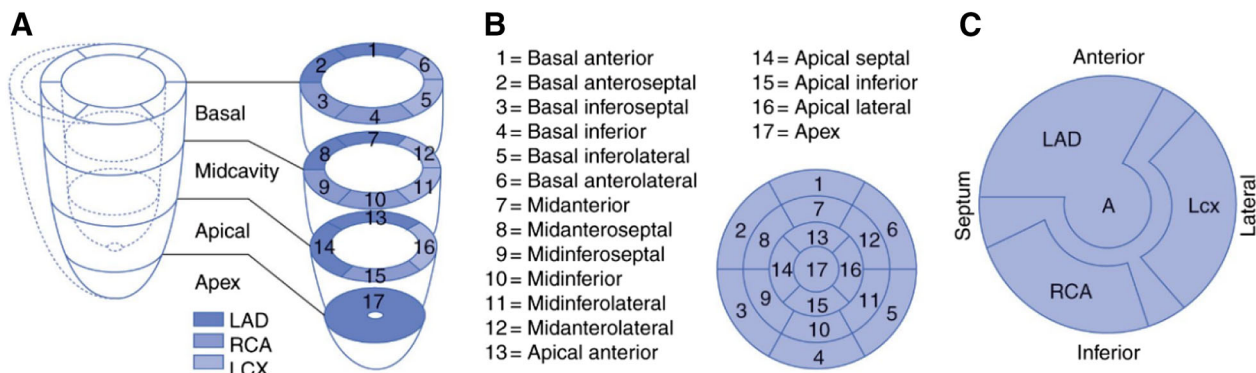 A
1
2
6
3
5
4
7
8
12
9
11
10
13
14
16
15
17
Basal
Midcavity
Apical
Apex
LAD
RCA
LCX
B
1 = Basal anterior
2 = Basal anteroseptal
3 = Basal inferoseptal
4 = Basal inferior
5 = Basal inferolateral
6 = Basal anterolateral
7 = Midanterior
8 = Midanteroseptal
9 = Midinferoseptal
10 = Midinferior
11 = Midinferolateral
12 = Midanterolateral
13 = Apical anterior
14 = Apical septal
15 = Apical inferior
16 = Apical lateral
17 = Apex
1
7
2 8 13 12 6
14 17 16
3 9 15 11 5
10
4
C
Anterior
LAD
Septum
A
Lcx
Lateral
RCA
Inferior